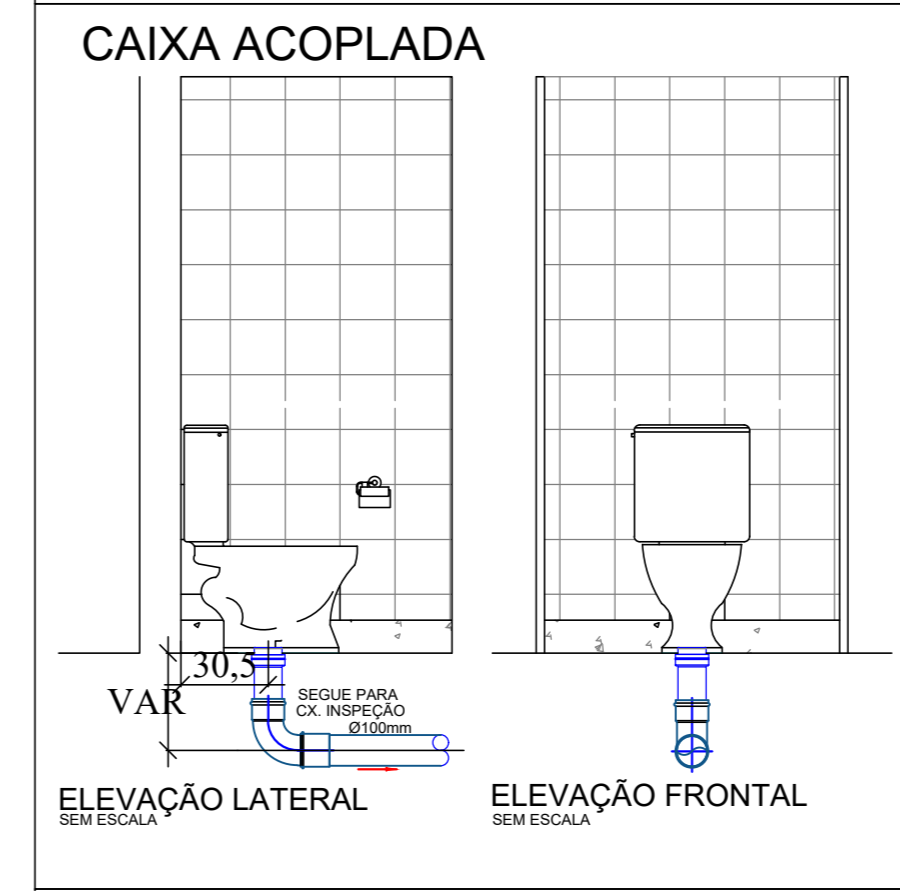 CAIXA ACOPLADA
30,5
VAR
SEGUE PARA
CX. INSPEÇÃO
Ø100mm
ELEVAÇÃO LATERAL
SEM ESCALA
ELEVAÇÃO FRONTAL
SEM ESCALA